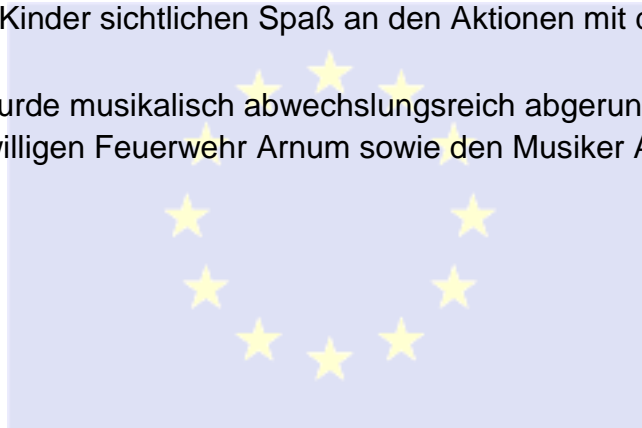 Kinder sichtlichen Spaß an den Aktionen mit
urde musikalisch abwechslungsreich abgerun
willigen Feuerwehr Arnum sowie den Musiker A